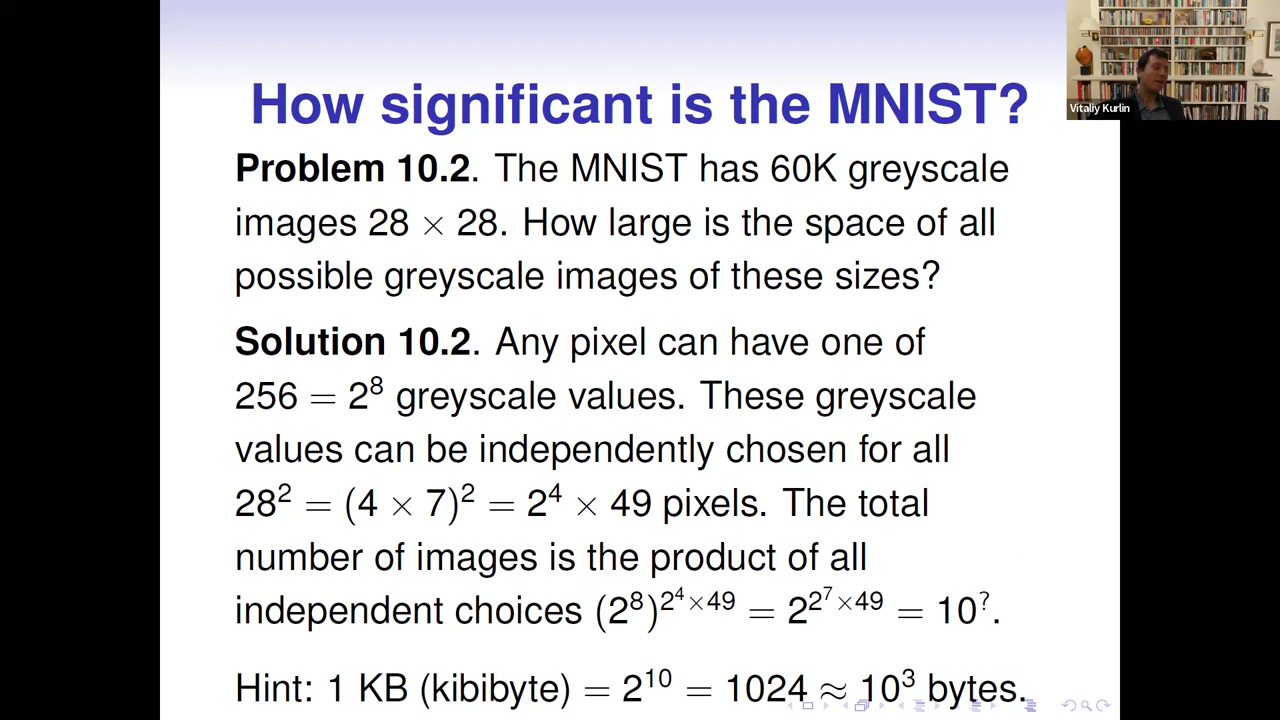 How significant is the MNIST?
Vitaliy Kurlin
Problem 10.2. The MNIST has 60K greyscale
images 28 × 28. How large is the space of all
possible greyscale images of these sizes?
Solution 10.2. Any pixel can have one of
256 = 2⁸ greyscale values. These greyscale
values can be independently chosen for all
28² = (4 × 7)² = 2⁴ × 49 pixels. The total
number of images is the product of all
independent choices (2⁸)^{2⁴×49} = 2^{2⁷×49} = 10^?.
Hint: 1 KB (kibibyte) = 2¹⁰ = 1024 ≈ 10³ bytes.